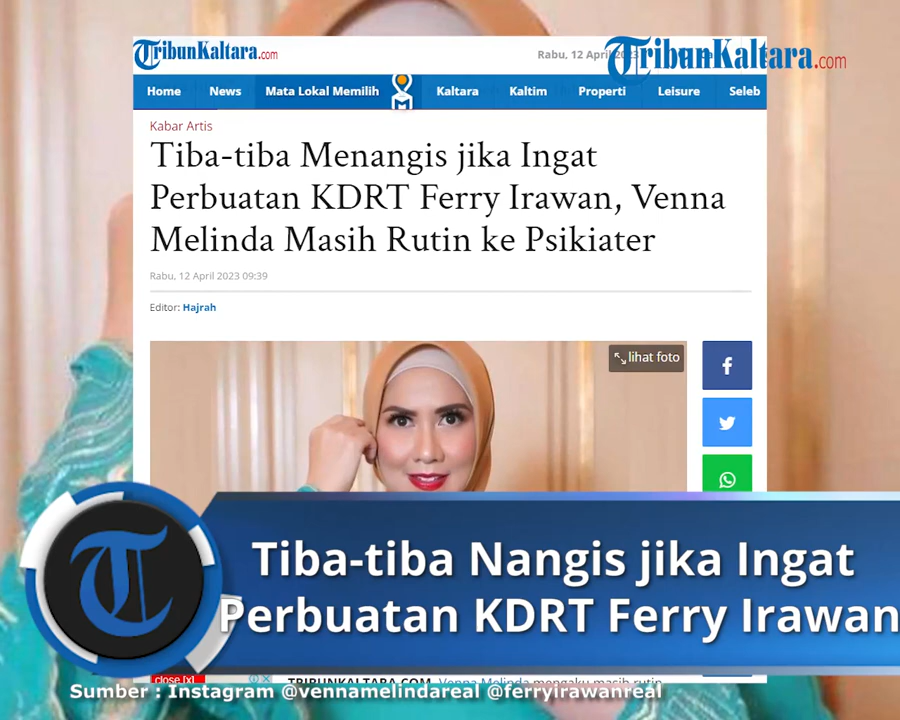 TribunKaltara.com
Rabu, 12 April
TribunKaltara.com
Home News Mata Lokal Memilih Kaltara Kaltim Properti Leisure Seleb
Kabar Artis
Tiba-tiba Menangis jika Ingat
Perbuatan KDRT Ferry Irawan, Venna
Melinda Masih Rutin ke Psikiater
Rabu, 12 April 2023 09:39
Editor: Hajrah
lihat foto
Tiba-tiba Nangis jika Ingat
Perbuatan KDRT Ferry Irawan
close [x]
TRIBUNKALTARA.COM, Venna Melinda mengaku masih rutin
Sumber : Instagram @vennamelindareal @ferryirawanreal